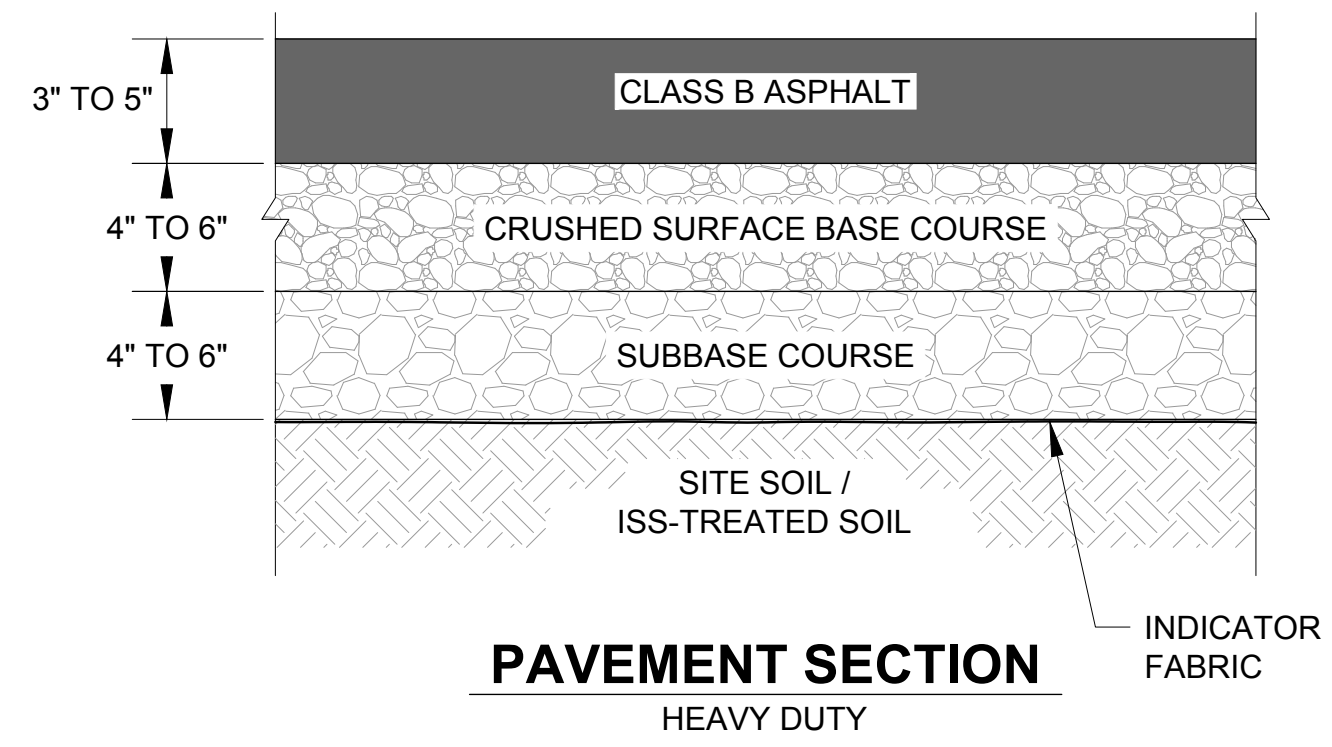 3" TO 5"
CLASS B ASPHALT
4" TO 6"
CRUSHED SURFACE BASE COURSE
4" TO 6"
SUBBASE COURSE
SITE SOIL /
ISS-TREATED SOIL
INDICATOR
FABRIC
PAVEMENT SECTION
HEAVY DUTY